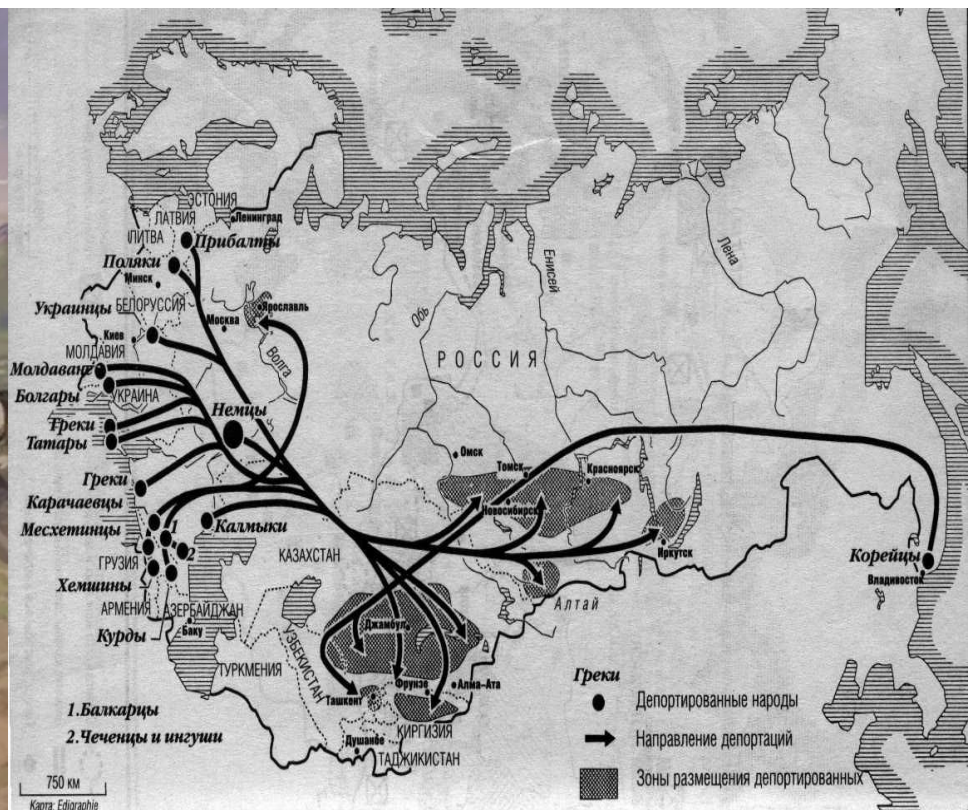 ЭСТОНИЯ
ЛАТВИЯ
Ленинград
ЛИТВА
Прибалты
Поляки
Минск
Украинцы
БЕЛОРУССИЯ
Москва
Ярославль
Киев
МОЛДАВИЯ
Волга
Молдаване
Болгары
УКРАИНА
Немцы
Греки
Татары
Греки
Карачаевцы
Месхетинцы
1
2
Калмыки
ГРУЗИЯ
Хемшины
АРМЕНИЯ
АЗЕРБАЙДЖАН
Баку
Курды
Обь
Енисей
Лена
РОССИЯ
Омск
Томск
Красноярск
Новосибирск
Иркутск
Корейцы
Владивосток
КАЗАХСТАН
Алтай
Джамбул
УЗБЕКИСТАН
ТУРКМЕНИЯ
Ташкент
Фрунзе
Алма-Ата
КИРГИЗИЯ
Душанбе
ТАДЖИКИСТАН
1.Балкарцы
2.Чеченцы и ингуши
750 км
Карта: Edigraphie
Греки
Депортированные народы
Направление депортаций
Зоны размещения депортированных